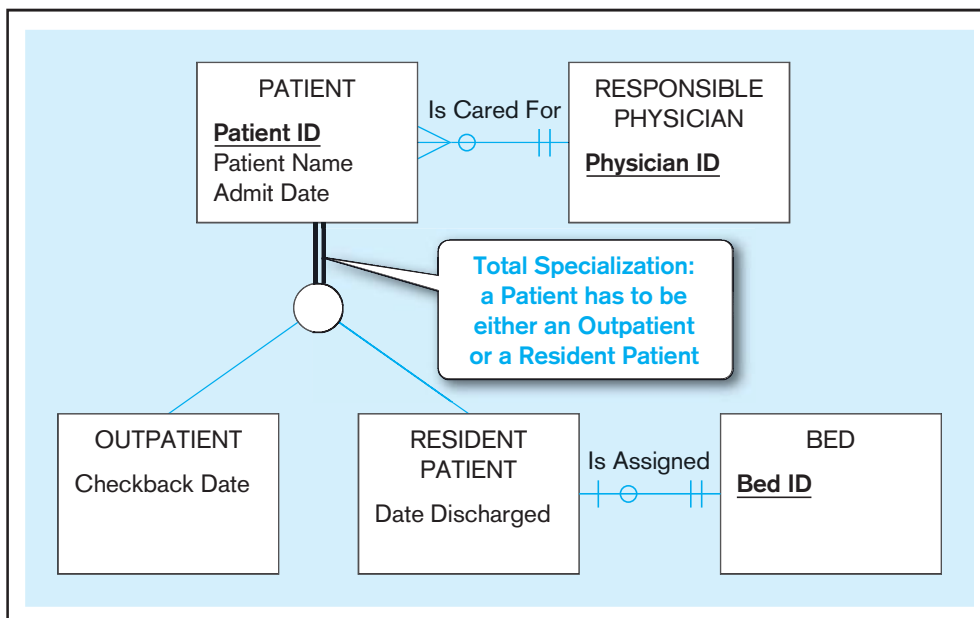 PATIENT
Patient ID
Patient Name
Admit Date
Is Cared For
RESPONSIBLE
PHYSICIAN
Physician ID
Total Specialization:
a Patient has to be
either an Outpatient
or a Resident Patient
OUTPATIENT
Checkback Date
RESIDENT
PATIENT
Date Discharged
Is Assigned
BED
Bed ID